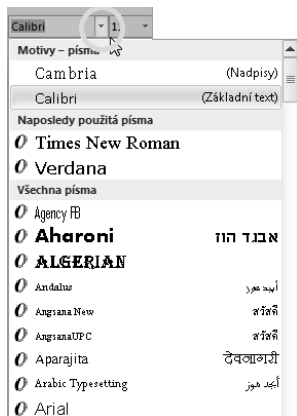 Calibri 1.
Motivy – písma
Cambria (Nadpisy)
Calibri (Základní text)
Naposledy použitá písma
Times New Roman
Verdana
Všechna písma
Agency FB
Aharoni אבגד הוז
ALGERIAN
Andalus أبجد هوز
Angsana New สวัสดี
AngsanaUPC สวัสดี
Aparajita देवनागरी
Arabic Typesetting أبجد هوز
Arial